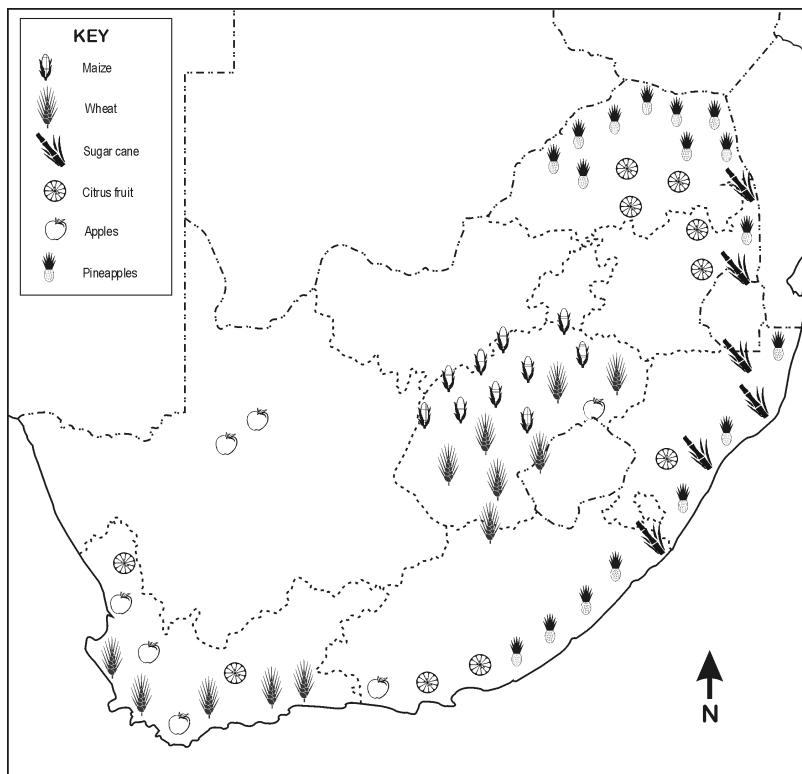 KEY
Maize
Wheat
Sugar cane
Citrus fruit
Apples
Pineapples
N